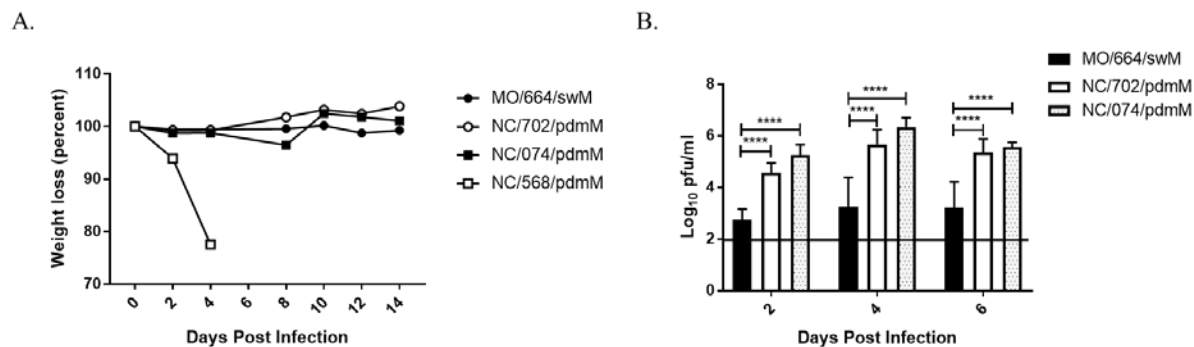 A.
110
100
90
80
70
Weight loss (percent)
0
2
4
6
8
10
12
14
Days Post Infection
MO/664/swM
NC/702/pdmM
NC/074/pdmM
NC/568/pdmM
B.
MO/664/swM
NC/702/pdmM
NC/074/pdmM
8
6
4
2
0
Log10 pfu/ml
****
****
****
****
****
****
2
4
6
Days Post Infection